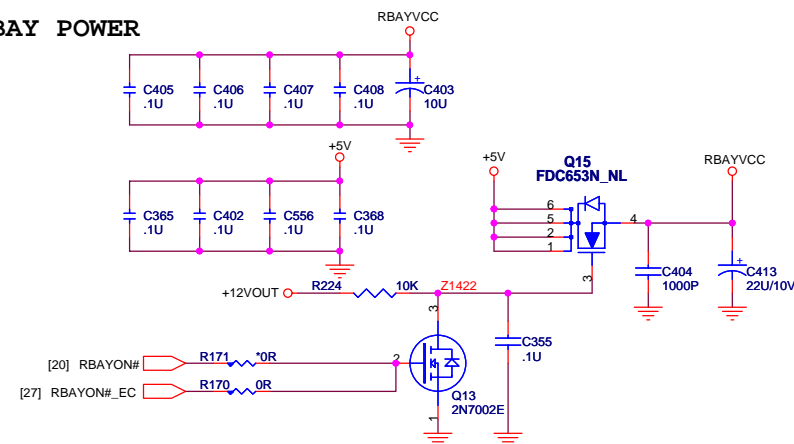 BAY POWER
RBAYVCC
C405
.1U
C406
.1U
C407
.1U
C408
.1U
+
C403
10U
+5V
C365
.1U
C402
.1U
C556
.1U
C368
.1U
+5V
Q15
FDC653N_NL
RBAYVCC
6
5
2
1
4
3
C404
1000P
+
C413
22U/10V
+12VOUT
R224
10K
Z1422
3
C355
.1U
[20] RBAYON#
R171
*0R
2
[27] RBAYON#_EC
R170
0R
Q13
2N7002E
1